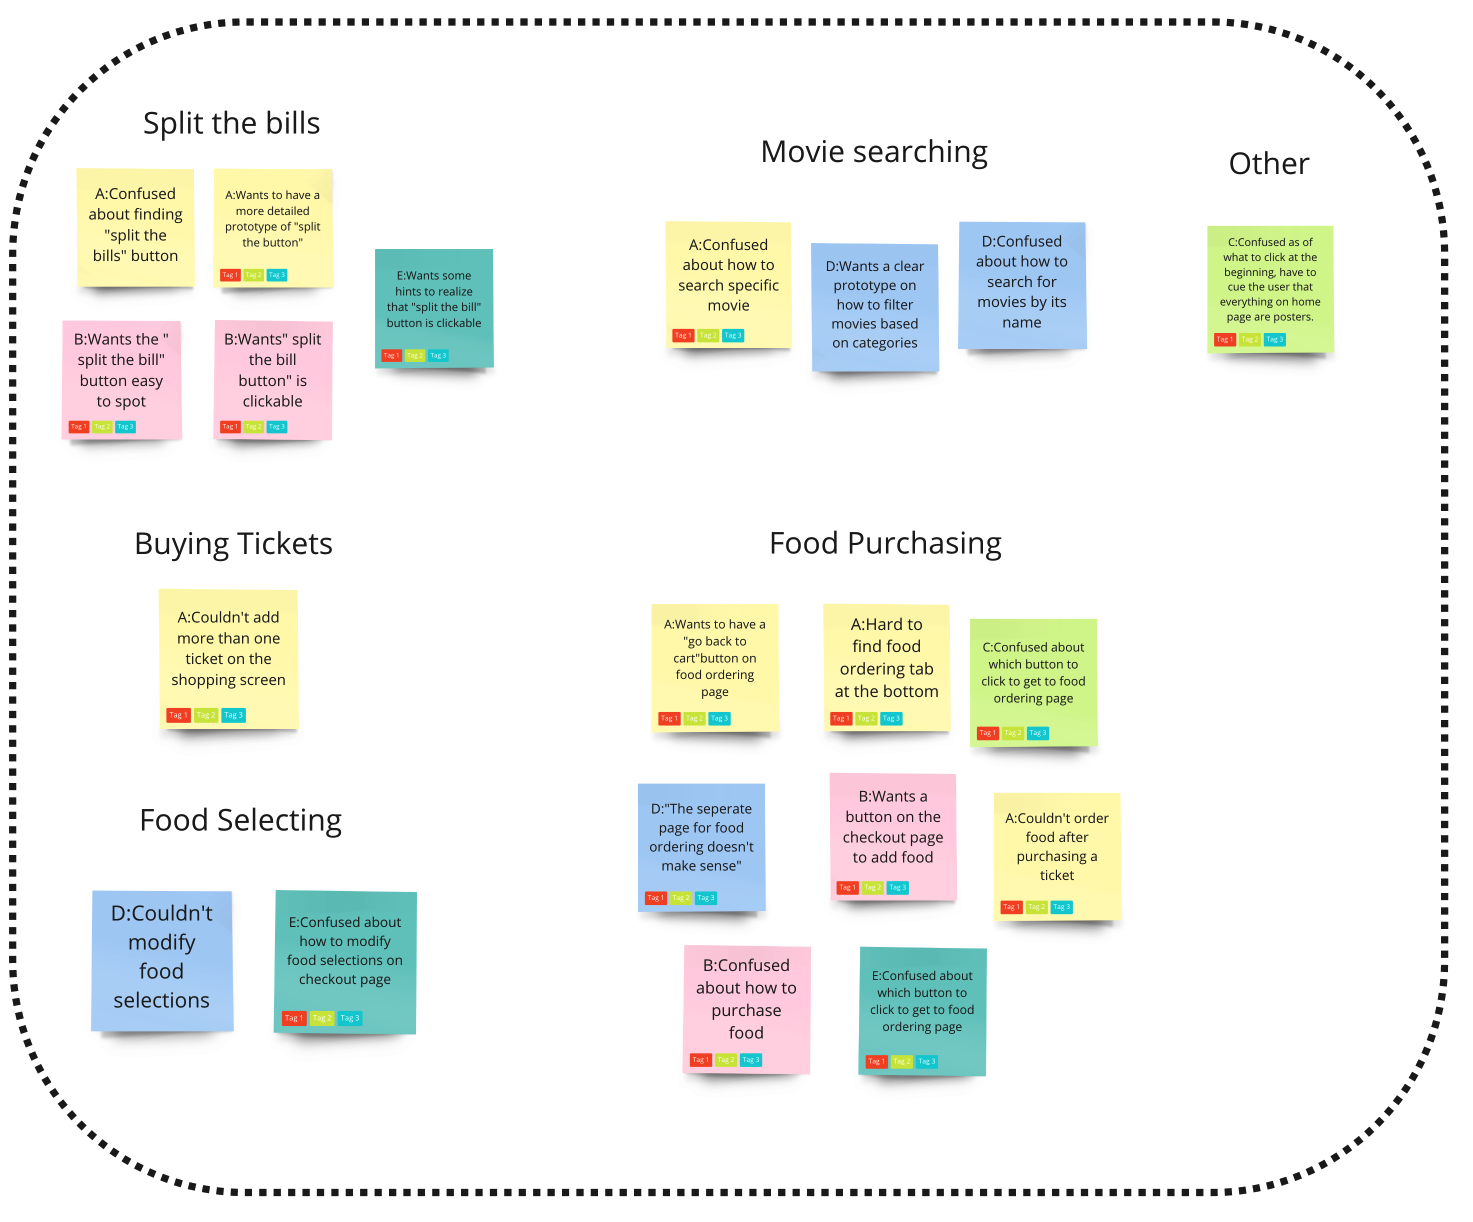 Split the bills
A:Confused
about finding
"split the
bills" button
A:Wants to have a
more detailed
prototype of "split
the button"
Tag 1 Tag 2 Tag 3
E:Wants some
hints to realize
that "split the bill"
button is clickable
Tag 1 Tag 2 Tag 3
B:Wants the "
split the bill"
button easy
to spot
Tag 1 Tag 2 Tag 3
B:Wants" split
the bill
button" is
clickable
Tag 1 Tag 2 Tag 3
Movie searching
A:Confused
about how to
search specific
movie
Tag 1 Tag 2 Tag 3
D:Wants a clear
prototype on
how to filter
movies based
on categories
D:Confused
about how to
search for
movies by its
name
Other
C:Confused as of
what to click at the
beginning, have to
cue the user that
everything on home
page are posters.
Tag 1 Tag 2 Tag 3
Buying Tickets
A:Couldn't add
more than one
ticket on the
shopping screen
Tag 1 Tag 2 Tag 3
Food Selecting
D:Couldn't
modify
food
selections
E:Confused about
how to modify
food selections on
checkout page
Tag 1 Tag 2 Tag 3
Food Purchasing
A:Wants to have a
"go back to
cart"button on
food ordering
page
Tag 1 Tag 2 Tag 3
A:Hard to
find food
ordering tab
at the bottom
Tag 1 Tag 2 Tag 3
C:Confused about
which button to
click to get to food
ordering page
Tag 1 Tag 2 Tag 3
D:"The seperate
page for food
ordering doesn't
make sense"
Tag 1 Tag 2 Tag 3
B:Wants a
button on the
checkout page
to add food
Tag 1 Tag 2 Tag 3
A:Couldn't order
food after
purchasing a
ticket
Tag 1 Tag 2 Tag 3
B:Confused
about how to
purchase
food
Tag 1 Tag 2 Tag 3
E:Confused about
which button to
click to get to food
ordering page
Tag 1 Tag 2 Tag 3